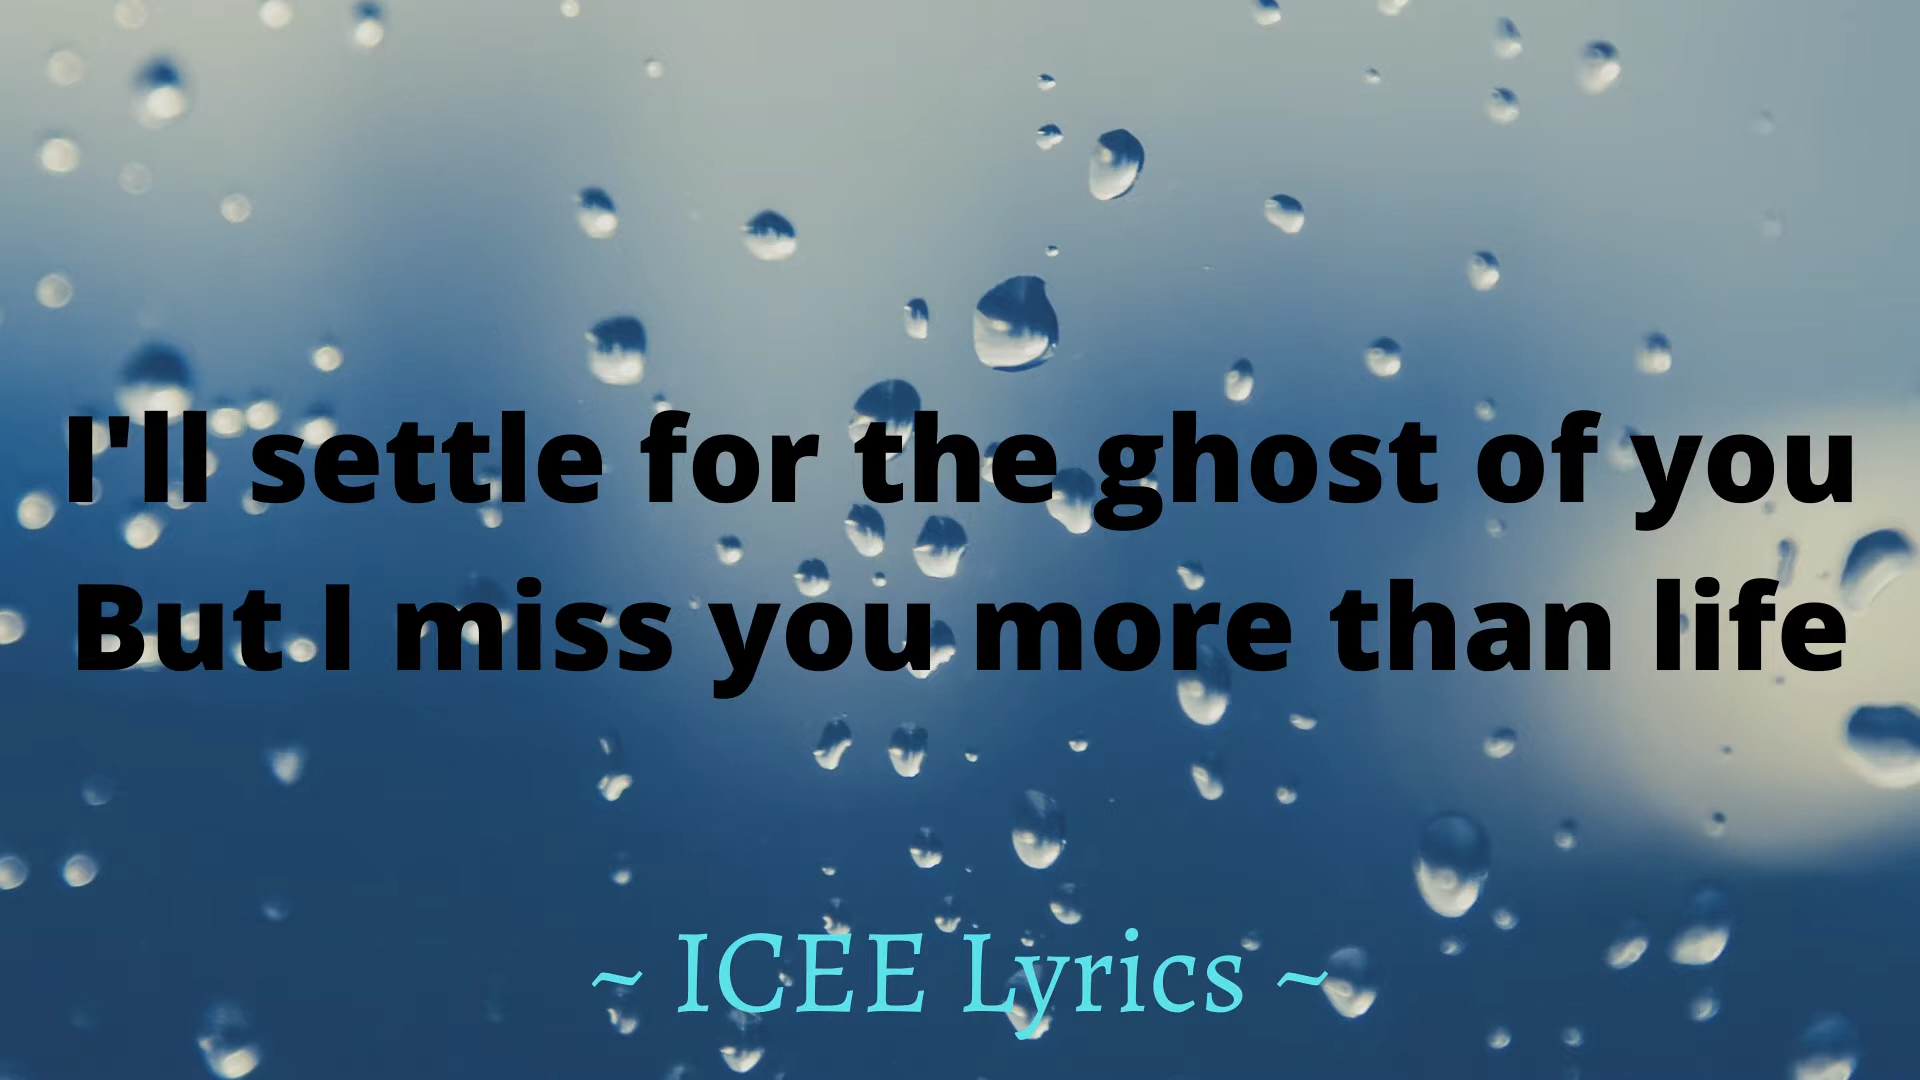 I'll settle for the ghost of you
But I miss you more than life
~ ICEE Lyrics ~